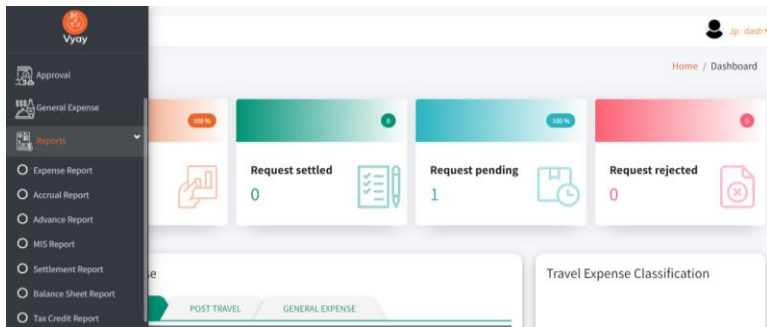 Vyay
Jp dash
Home / Dashboard
Approval
General Expense
Reports
Expense Report
Accrual Report
Advance Report
MIS Report
Settlement Report
Balance Sheet Report
Tax Credit Report
100 %
0
100 %
0
Request settled
0
Request pending
1
Request rejected
0
se
Travel Expense Classification
POST TRAVEL
GENERAL EXPENSE